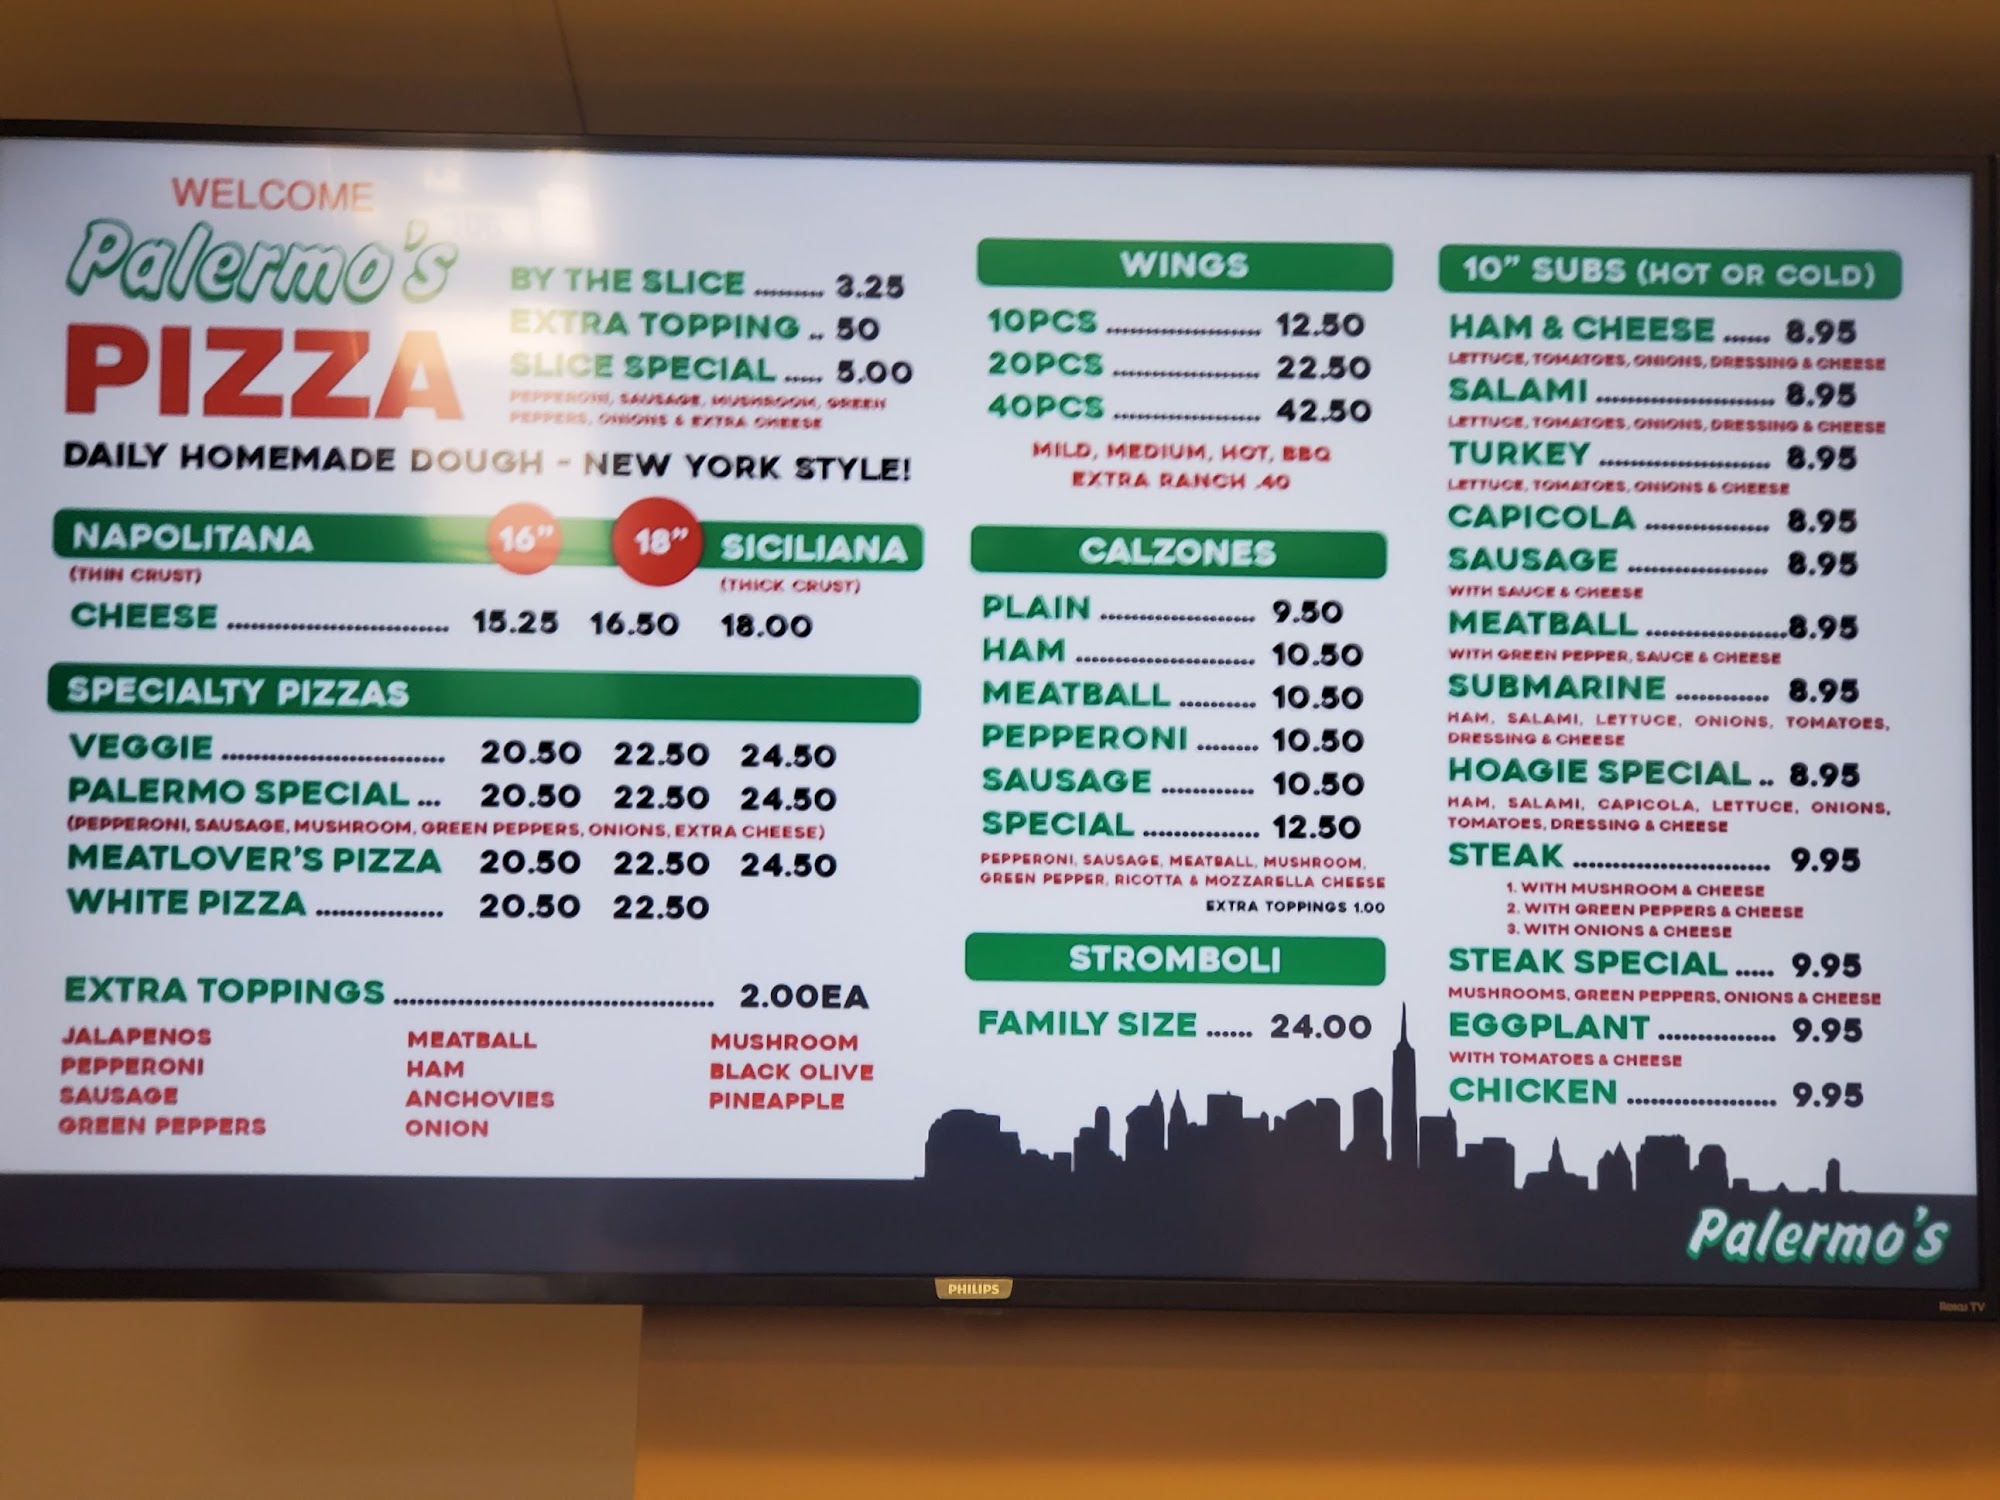 WELCOME
Palermo's
PIZZA
BY THE SLICE .......... 3.25
EXTRA TOPPING .. 50
SLICE SPECIAL ..... 5.00
PEPPERONI, SAUSAGE, MUSHROOM, GREEN
PEPPERS, ONIONS & EXTRA CHEESE
DAILY HOMEMADE DOUGH - NEW YORK STYLE!
NAPOLITANA 16" 18" SICILIANA
(THIN CRUST) (THICK CRUST)
CHEESE .............................. 15.25 16.50 18.00
SPECIALTY PIZZAS
VEGGIE .............................. 20.50 22.50 24.50
PALERMO SPECIAL ... 20.50 22.50 24.50
(PEPPERONI, SAUSAGE, MUSHROOM, GREEN PEPPERS, ONIONS, EXTRA CHEESE)
MEATLOVER'S PIZZA 20.50 22.50 24.50
WHITE PIZZA ................. 20.50 22.50
EXTRA TOPPINGS ........................................... 2.00EA
JALAPENOS MEATBALL MUSHROOM
PEPPERONI HAM BLACK OLIVE
SAUSAGE ANCHOVIES PINEAPPLE
GREEN PEPPERS ONION
WINGS
10PCS ..................... 12.50
20PCS .................... 22.50
40PCS .................... 42.50
MILD, MEDIUM, HOT, BBQ
EXTRA RANCH .40
CALZONES
PLAIN ..................... 9.50
HAM ........................ 10.50
MEATBALL .......... 10.50
PEPPERONI ........ 10.50
SAUSAGE ............ 10.50
SPECIAL ............... 12.50
PEPPERONI, SAUSAGE, MEATBALL, MUSHROOM,
GREEN PEPPER, RICOTTA & MOZZARELLA CHEESE
EXTRA TOPPINGS 1.00
STROMBOLI
FAMILY SIZE ...... 24.00
10" SUBS (HOT OR COLD)
HAM & CHEESE ...... 8.95
LETTUCE, TOMATOES, ONIONS, DRESSING & CHEESE
SALAMI ........................ 8.95
LETTUCE, TOMATOES, ONIONS, DRESSING & CHEESE
TURKEY ....................... 8.95
LETTUCE, TOMATOES, ONIONS & CHEESE
CAPICOLA ................. 8.95
SAUSAGE ................... 8.95
WITH SAUCE & CHEESE
MEATBALL ...................8.95
WITH GREEN PEPPER, SAUCE & CHEESE
SUBMARINE ............. 8.95
HAM, SALAMI, LETTUCE, ONIONS, TOMATOES,
DRESSING & CHEESE
HOAGIE SPECIAL .. 8.95
HAM, SALAMI, CAPICOLA, LETTUCE, ONIONS,
TOMATOES, DRESSING & CHEESE
STEAK ........................... 9.95
1. WITH MUSHROOM & CHEESE
2. WITH GREEN PEPPERS & CHEESE
3. WITH ONIONS & CHEESE
STEAK SPECIAL ..... 9.95
MUSHROOMS, GREEN PEPPERS, ONIONS & CHEESE
EGGPLANT ................ 9.95
WITH TOMATOES & CHEESE
CHICKEN .................... 9.95
Palermo's
PHILIPS
Roku TV